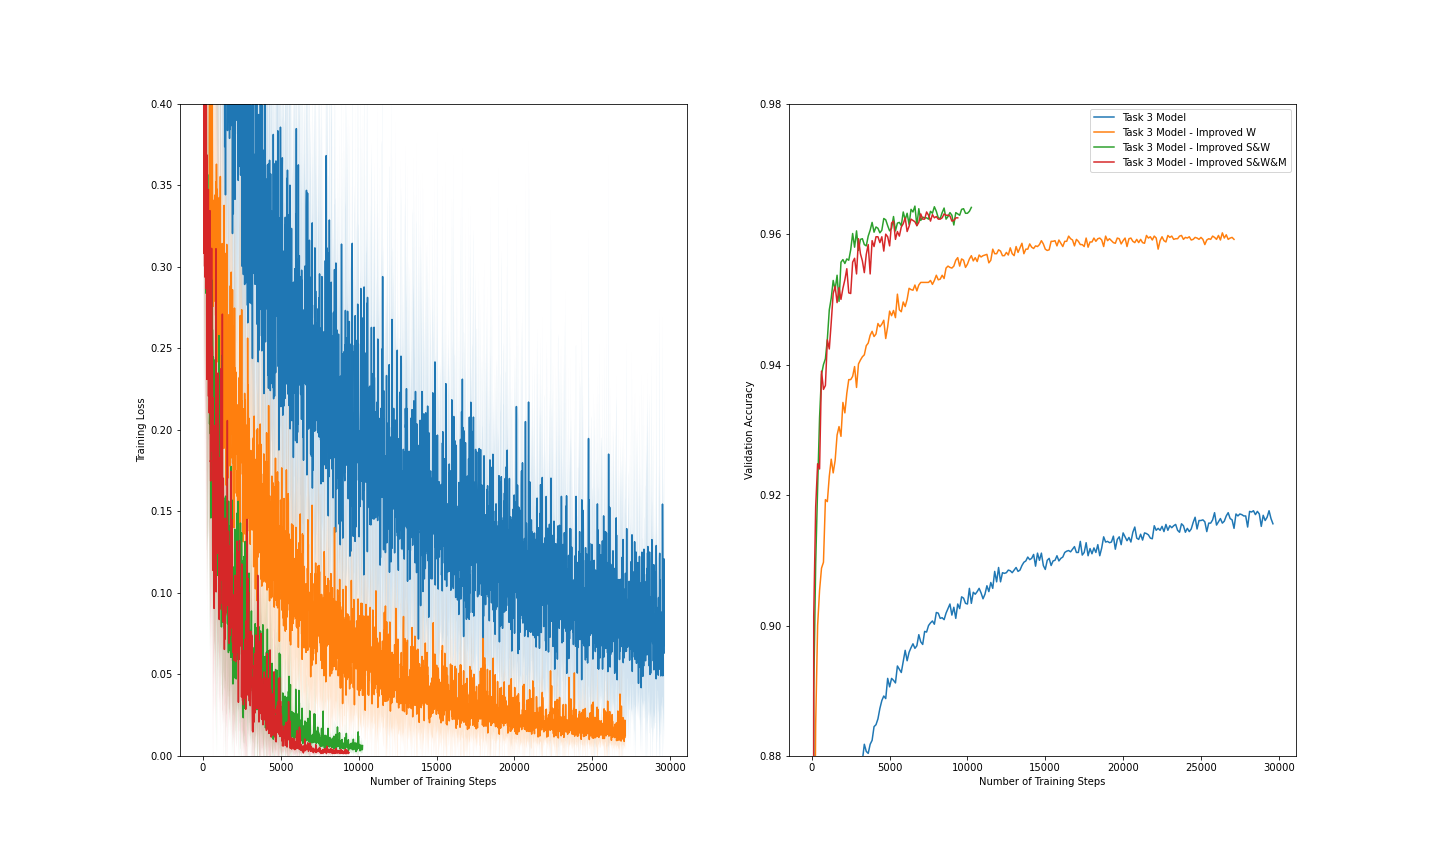 0.40
0.35
0.30
0.25
0.20
0.15
0.10
0.05
0.00
Training Loss
0 5000 10000 15000 20000 25000 30000
Number of Training Steps
0.98
0.96
0.94
0.92
0.90
0.88
Validation Accuracy
0 5000 10000 15000 20000 25000 30000
Number of Training Steps
Task 3 Model
Task 3 Model - Improved W
Task 3 Model - Improved S&W
Task 3 Model - Improved S&W&M